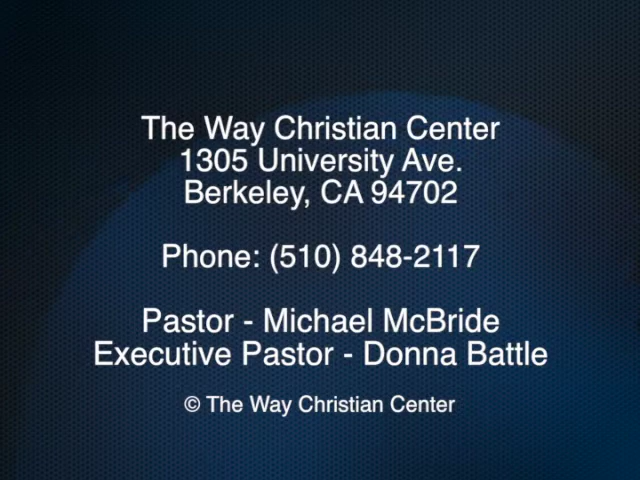 The Way Christian Center
1305 University Ave.
Berkeley, CA 94702
Phone: (510) 848-2117
Pastor - Michael McBride
Executive Pastor - Donna Battle
© The Way Christian Center